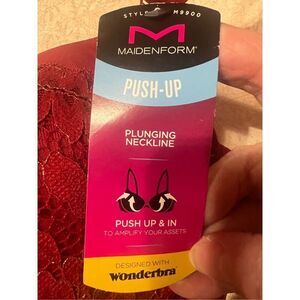 STYLE M9900
MAIDENFORM®
PUSH-UP
PLUNGING
NECKLINE
PUSH UP & IN
TO AMPLIFY YOUR ASSETS
DESIGNED WITH
Wonderbra